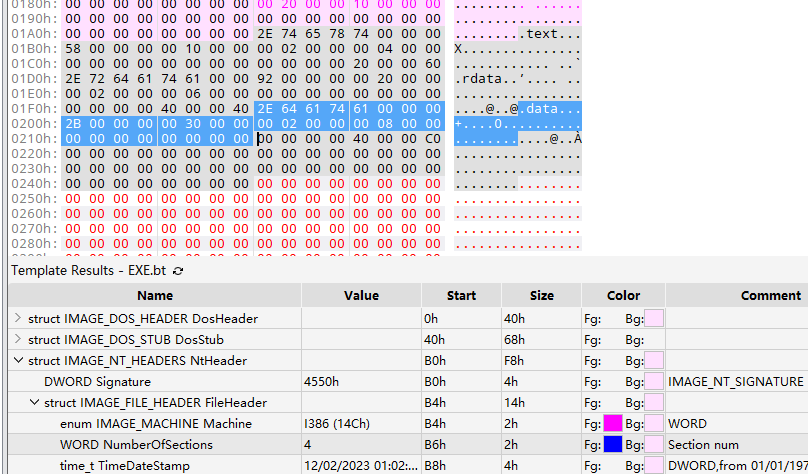 0180h: 00 00 00 00 00 00 00 00 00 20 00 00 10 00 00 00 ........ .......
0190h: 00 00 00 00 00 00 00 00 00 00 00 00 00 00 00 00 ................
01A0h: 00 00 00 00 00 00 00 00 2E 74 65 78 74 00 00 00 .........text...
01B0h: 58 00 00 00 00 10 00 00 00 02 00 00 00 04 00 00 X...............
01C0h: 00 00 00 00 00 00 00 00 00 00 00 00 20 00 00 60 ............ ..`
01D0h: 2E 72 64 61 74 61 00 00 92 00 00 00 00 20 00 00 .rdata..’.... ..
01E0h: 00 02 00 00 00 06 00 00 00 00 00 00 00 00 00 00 ................
01F0h: 00 00 00 00 40 00 00 40 2E 64 61 74 61 00 00 00 ....@..@.data...
0200h: 2B 00 00 00 00 30 00 00 00 02 00 00 00 08 00 00 +....0..........
0210h: 00 00 00 00 00 00 00 00 00 00 00 00 40 00 00 C0 ............@..À
0220h: 00 00 00 00 00 00 00 00 00 00 00 00 00 00 00 00 ................
0230h: 00 00 00 00 00 00 00 00 00 00 00 00 00 00 00 00 ................
0240h: 00 00 00 00 00 00 00 00 00 00 00 00 00 00 00 00 ................
0250h: 00 00 00 00 00 00 00 00 00 00 00 00 00 00 00 00 ................
0260h: 00 00 00 00 00 00 00 00 00 00 00 00 00 00 00 00 ................
0270h: 00 00 00 00 00 00 00 00 00 00 00 00 00 00 00 00 ................
0280h: 00 00 00 00 00 00 00 00 00 00 00 00 00 00 00 00 ................
Template Results - EXE.bt
Name Value Start Size Color Comment
struct IMAGE_DOS_HEADER DosHeader 0h 40h Fg: Bg:
struct IMAGE_DOS_STUB DosStub 40h 68h Fg: Bg:
struct IMAGE_NT_HEADERS NtHeader B0h F8h Fg: Bg:
DWORD Signature 4550h B0h 4h Fg: Bg: IMAGE_NT_SIGNATURE
struct IMAGE_FILE_HEADER FileHeader B4h 14h Fg: Bg:
enum IMAGE_MACHINE Machine I386 (14Ch) B4h 2h Fg: Bg: WORD
WORD NumberOfSections 4 B6h 2h Fg: Bg: Section num
time_t TimeDateStamp 12/02/2023 01:02:... B8h 4h Fg: Bg: DWORD,from 01/01/197